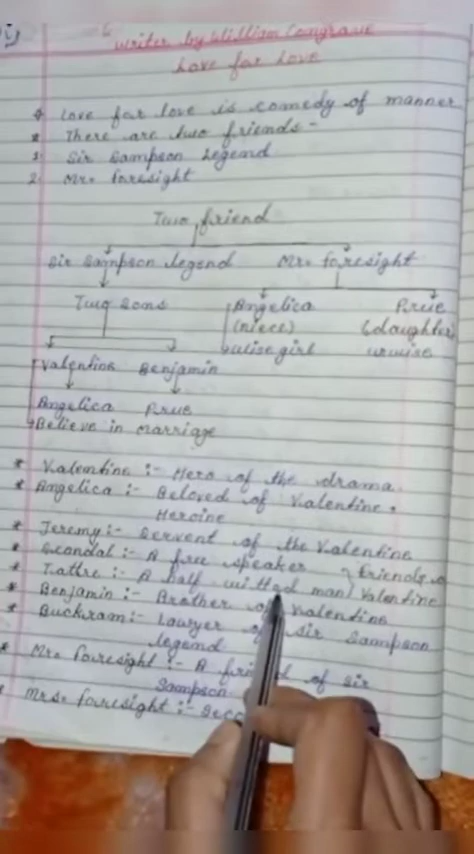 Writer by William Congrave
Love for Love
* Love for love is comedy of manner
* There are two friends -
1. Sir Sampson Legend
2. Mr. Foresight
Two friend
Sir Sampson legend Mr. foresight
Two sons Angelica Prue
(niece) (daughter)
wise girl unwise
Valentine Benjamin
Angelica Prue
Believe in marriage
* Valentine :- Hero of the drama.
* Angelica :- Beloved of Valentine.
Heroine
* Jeremy :- Servent of the Valentine
* Scandal :- A free speaker } friends of
* Tattre :- A half witted man } Valentine
* Benjamin :- Brother of Valentine
* Buckram :- Lawyer of Sir Sampson
legend
* Mr. Foresight :- A friend of Sir
Sampson
* Mrs. foresight :-